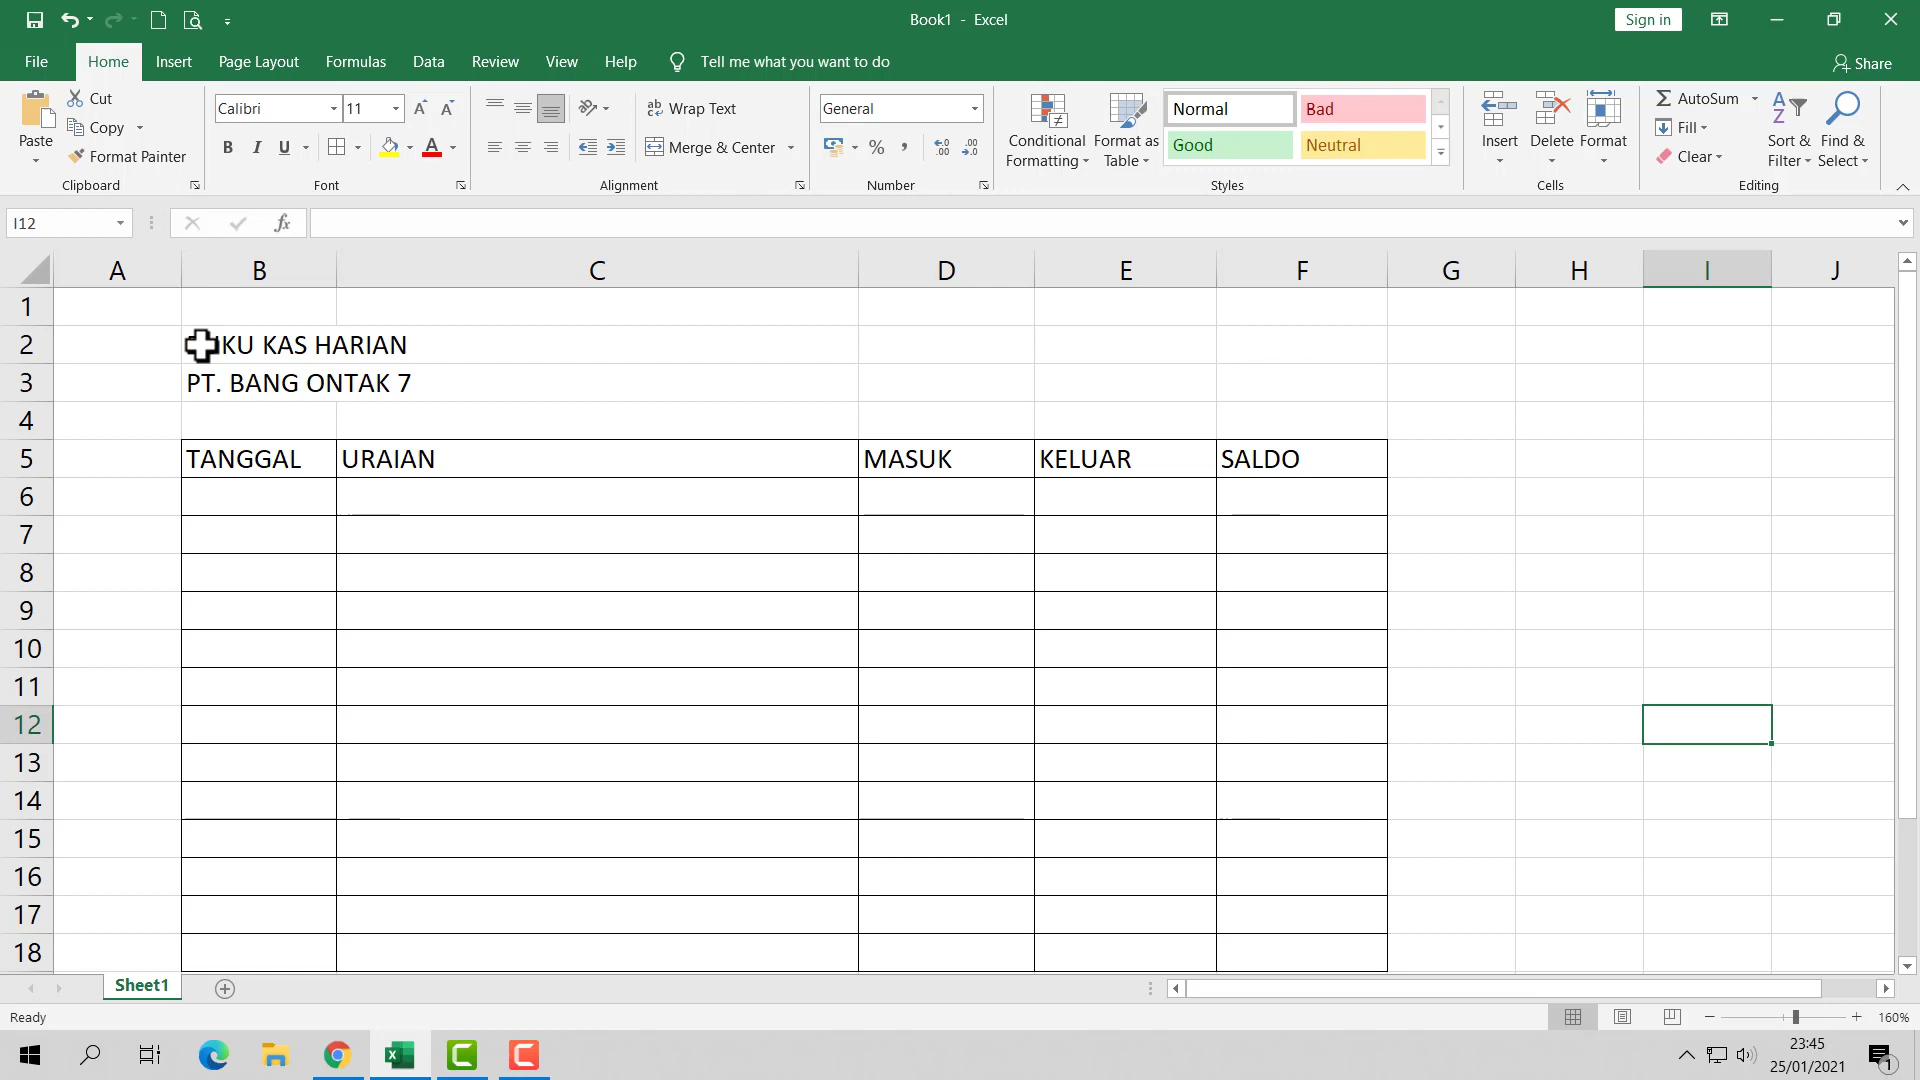 Book1 - Excel
Sign in
File Home Insert Page Layout Formulas Data Review View Help Tell me what you want to do Share
Paste Cut Copy Format Painter Clipboard
Calibri 11 B I U A Font
ab Wrap Text Merge & Center Alignment
General % , Number
Conditional Formatting Format as Table
Normal Bad
Good Neutral
Styles
Insert Delete Format Cells
AutoSum Fill Clear Sort & Filter Find & Select Editing
I12 fx
A B C D E F G H I J
1
2 KU KAS HARIAN
3 PT. BANG ONTAK 7
4
5 TANGGAL URAIAN MASUK KELUAR SALDO
6
7
8
9
10
11
12
13
14
15
16
17
18
Sheet1
Ready 160%
23:45
25/01/2021
1